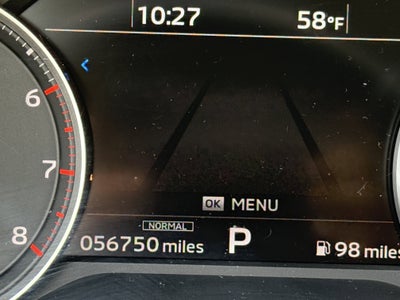 10:27 58°F
6
7
OK MENU
NORMAL
8 056750 miles P 98 miles